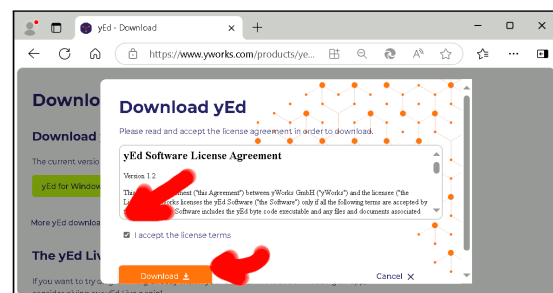 yEd - Download
https://www.yworks.com/products/ye...
Downlo
Download yEd
Download
Please read and accept the license agreement in order to download.
The current versio
yEd Software License Agreement
Version 1.2
yEd for Window
This ment ("this Agreement") between yWorks GmbH ("yWorks") and the licensee ("the
orks licenses the yEd Software ("the Software") only if all the following terms are accepted by
Software includes the yEd byte code executable and any files and documents associated
More yEd downloa
I accept the license terms
The yEd Liv
Download
Cancel X
If you want to try